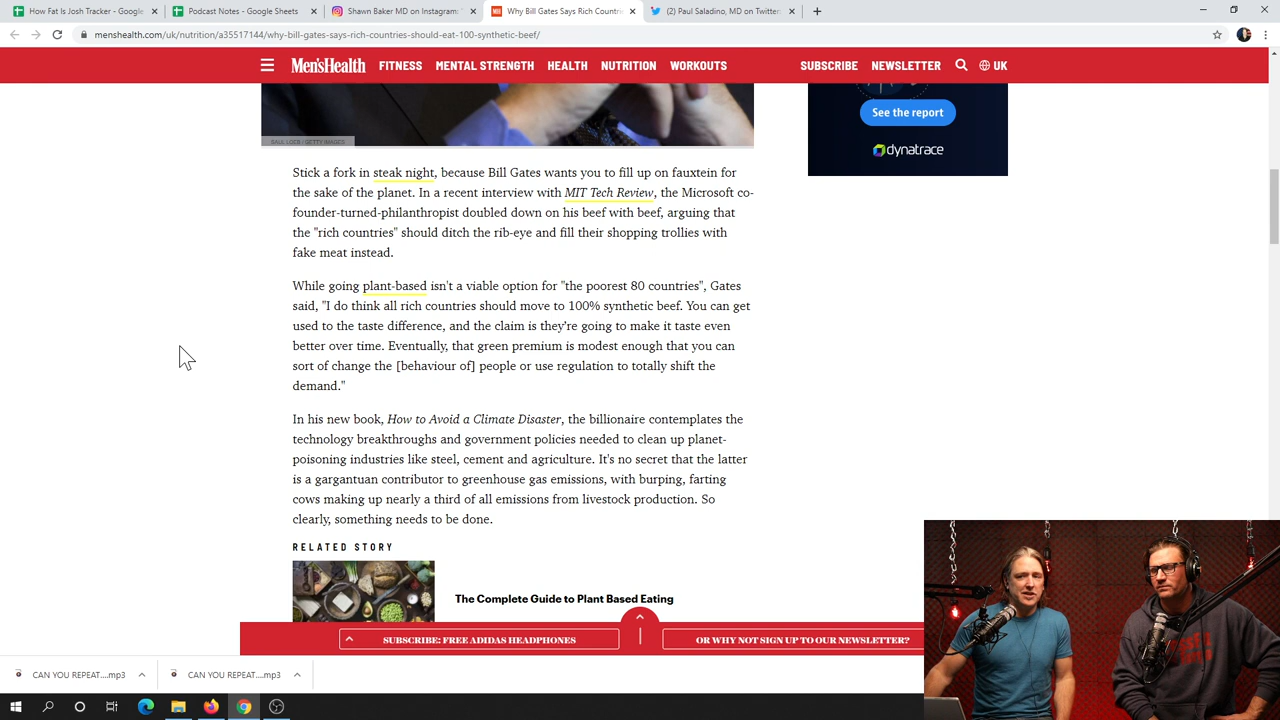 How Fat Is Josh Tracker - Google
Podcast Notes - Google Sheets
Shawn Baker MD on Instagram:
Why Bill Gates Says Rich Countri
(2) Paul Saladino, MD on Twitter:
menshealth.com/uk/nutrition/a35517144/why-bill-gates-says-rich-countries-should-eat-100-synthetic-beef/
Men'sHealth FITNESS MENTAL STRENGTH HEALTH NUTRITION WORKOUTS SUBSCRIBE NEWSLETTER UK
See the report
dynatrace
SAUL LOEB / GETTY IMAGES
Stick a fork in steak night, because Bill Gates wants you to fill up on fauxtein for
the sake of the planet. In a recent interview with MIT Tech Review, the Microsoft co-
founder-turned-philanthropist doubled down on his beef with beef, arguing that
the "rich countries" should ditch the rib-eye and fill their shopping trollies with
fake meat instead.
While going plant-based isn't a viable option for "the poorest 80 countries", Gates
said, "I do think all rich countries should move to 100% synthetic beef. You can get
used to the taste difference, and the claim is they're going to make it taste even
better over time. Eventually, that green premium is modest enough that you can
sort of change the [behaviour of] people or use regulation to totally shift the
demand."
In his new book, How to Avoid a Climate Disaster, the billionaire contemplates the
technology breakthroughs and government policies needed to clean up planet-
poisoning industries like steel, cement and agriculture. It's no secret that the latter
is a gargantuan contributor to greenhouse gas emissions, with burping, farting
cows making up nearly a third of all emissions from livestock production. So
clearly, something needs to be done.
RELATED STORY
The Complete Guide to Plant Based Eating
SUBSCRIBE: FREE ADIDAS HEADPHONES
OR WHY NOT SIGN UP TO OUR NEWSLETTER?
CAN YOU REPEAT....mp3
CAN YOU REPEAT....mp3